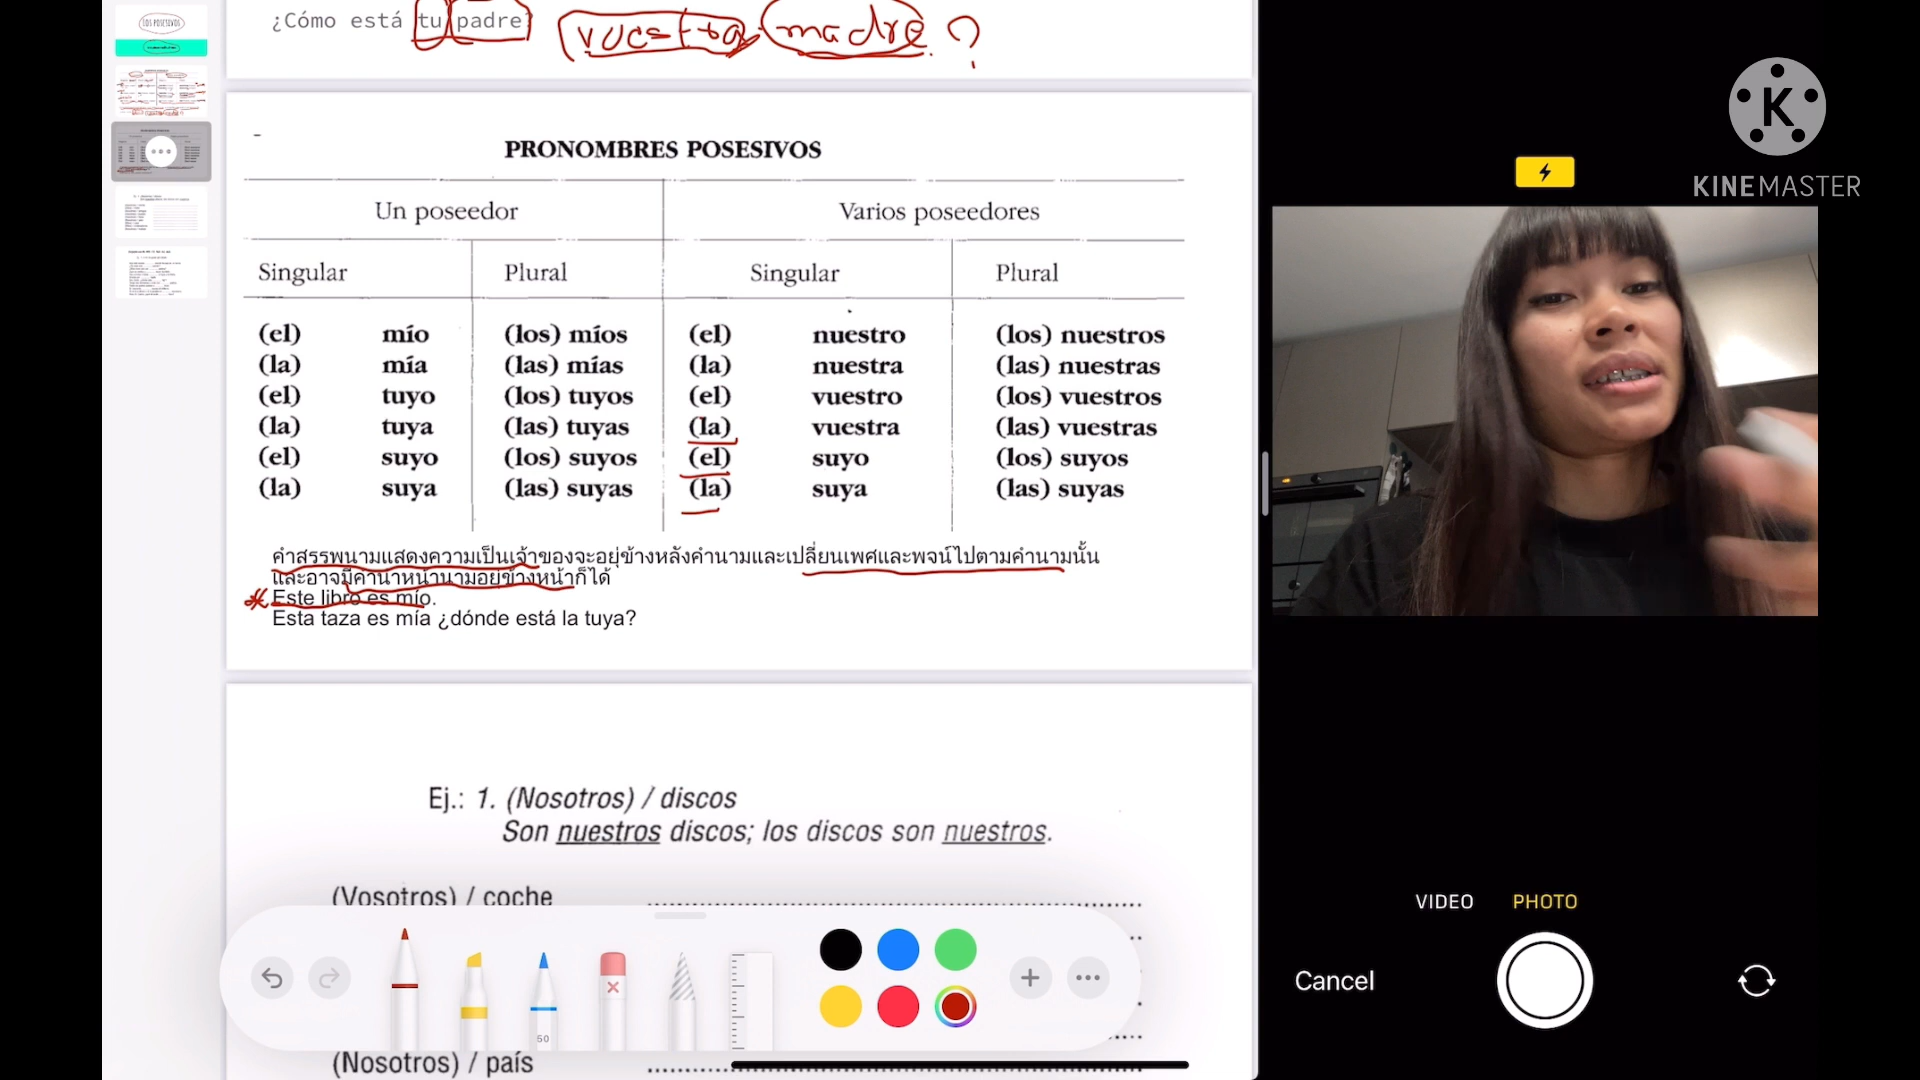 ¿Cómo está tu padre
vuestra madre ?
PRONOMBRES POSESIVOS
Un poseedor Varios poseedores
Singular Plural Singular Plural
(el) mío (los) míos (el) nuestro (los) nuestros
(la) mía (las) mías (la) nuestra (las) nuestras
(el) tuyo (los) tuyos (el) vuestro (los) vuestros
(la) tuya (las) tuyas (la) vuestra (las) vuestras
(el) suyo (los) suyos (el) suyo (los) suyos
(la) suya (las) suyas (la) suya (las) suyas
คำสรรพนามแสดงความเป็นเจ้าของจะอยู่ข้างหลังคำนามและเปลี่ยนเพศและพจน์ไปตามคำนามนั้น
และอาจมีคำนำหน้านามอยู่ข้างหน้าก็ได้
Este libro es mío.
Esta taza es mía ¿dónde está la tuya?
Ej.: 1. (Nosotros) / discos
Son nuestros discos; los discos son nuestros.
(Vosotros) / coche
(Nosotros) / país
50
LOS POSESIVOS
K
KINEMASTER
VIDEO PHOTO
Cancel